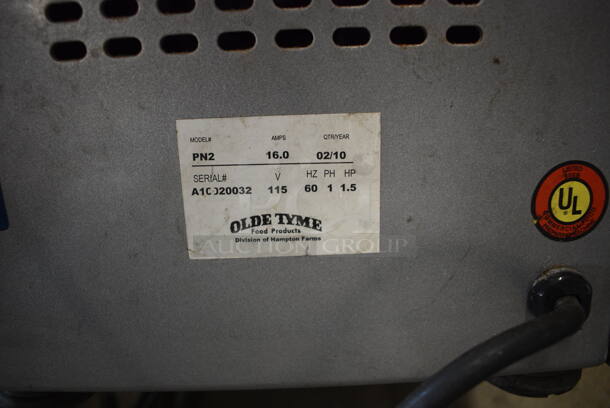 MODEL# AMPS QTR/YEAR
PN2 16.0 02/10
SERIAL# V HZ PH HP
115 60 1 1.5
OLDE TYME
Food Products
Division of Hampton Farms
AUCTION GROUP
UL